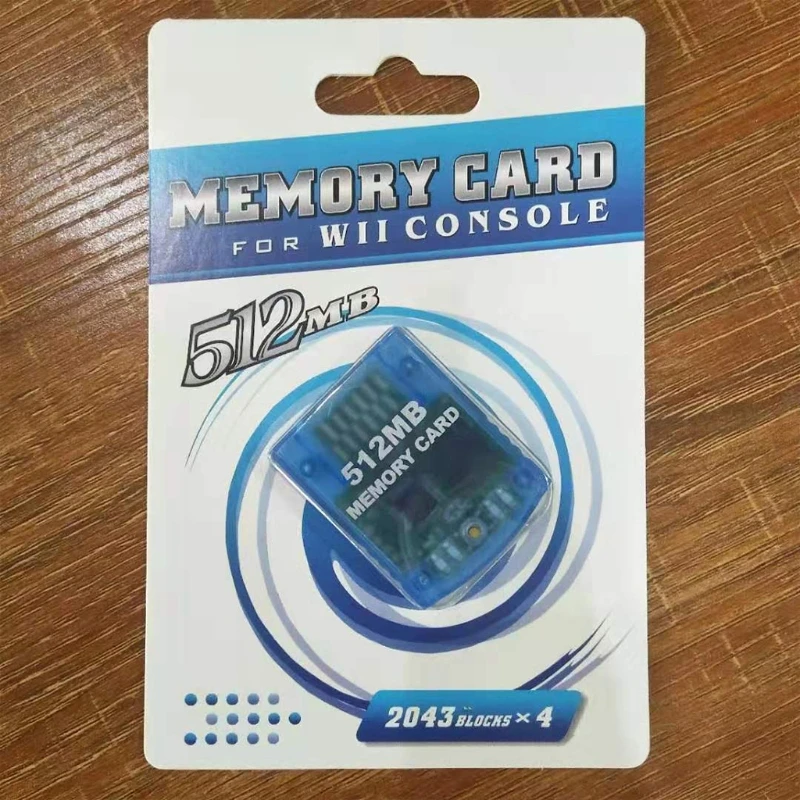 MEMORY CARD
FOR WII CONSOLE
512MB
512MB
MEMORY CARD
2043 BLOCKS × 4